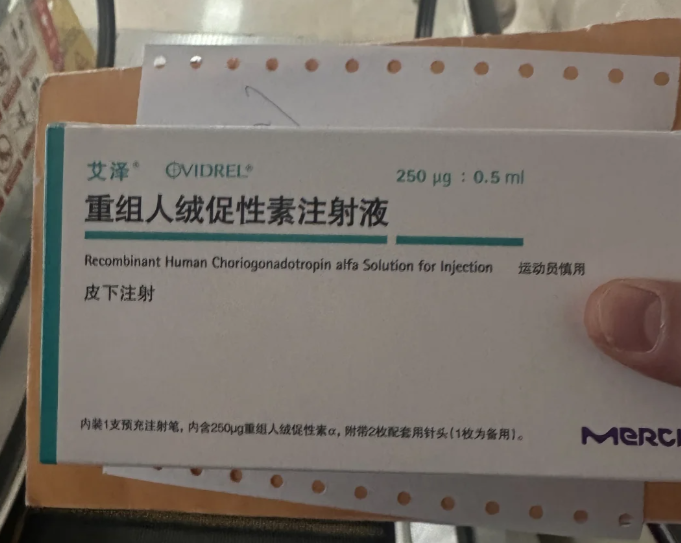 艾泽® OVIDREL® 250 μg : 0.5 ml
重组人绒促性素注射液
Recombinant Human Choriogonadotropin alfa Solution for Injection 运动员慎用
皮下注射
内装1支预充注射笔，内含250μg重组人绒促性素α，附带2枚配套用针头(1枚为备用)。
MERC